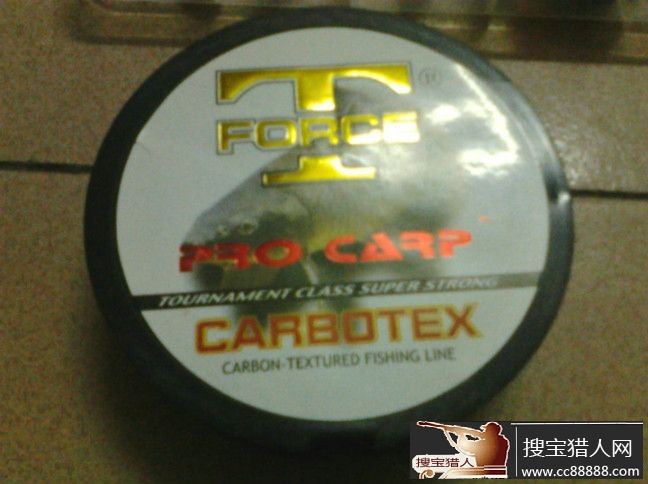 T
FORCE
PRO CARP
TOURNAMENT CLASS SUPER STRONG
CARBOTEX
CARBON-TEXTURED FISHING LINE
搜宝猎人
搜宝猎人网
www.cc88888.com